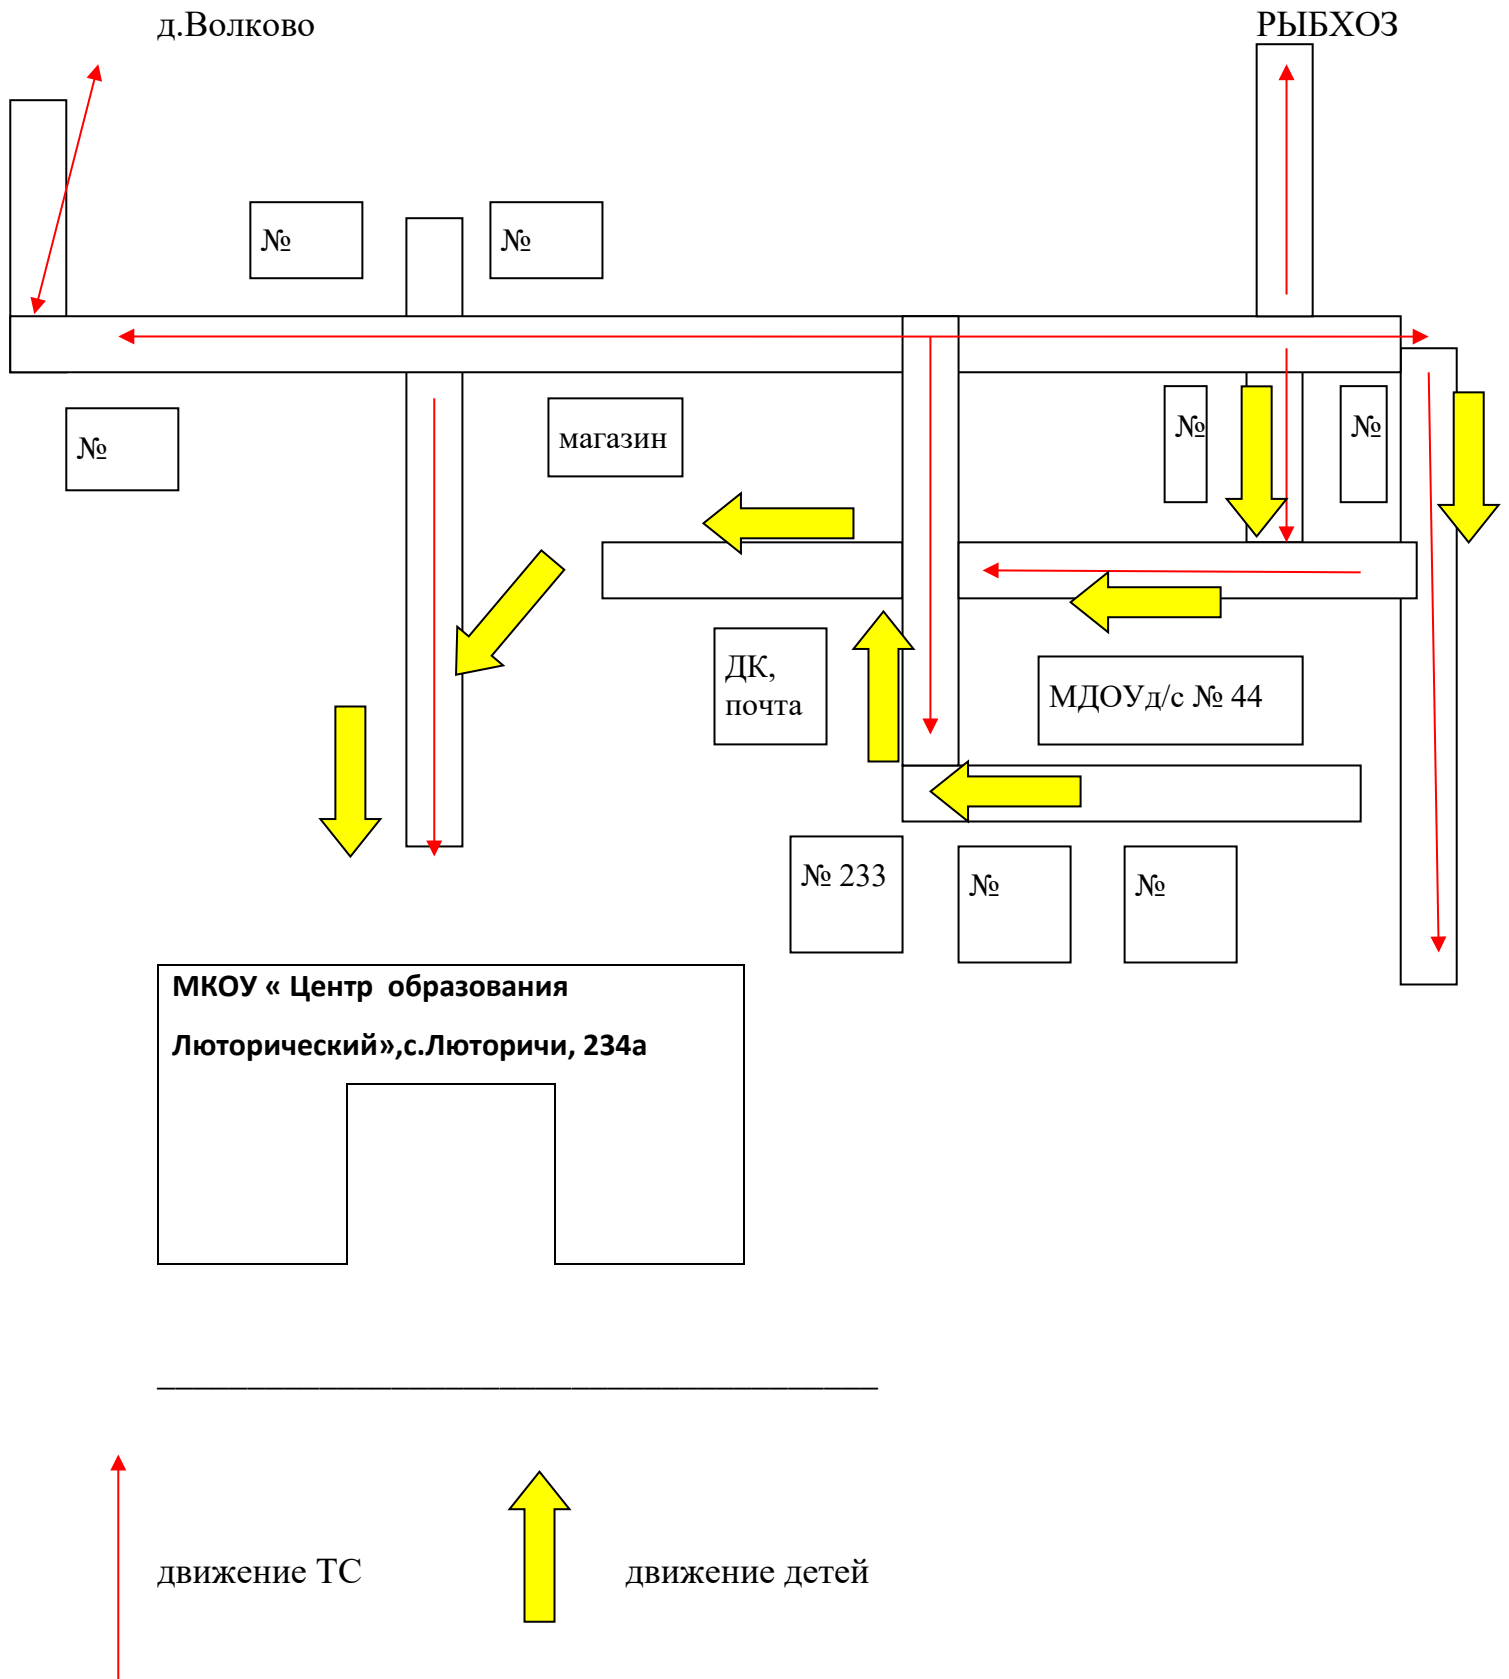 д.Волково
РЫБХОЗ
№
№
№
магазин
№
№
ДК,
почта
МДОУд/с № 44
№ 233
№
№
МКОУ « Центр образования
Люторический»,с.Люторичи, 234а
________________________________________
движение ТС
движение детей